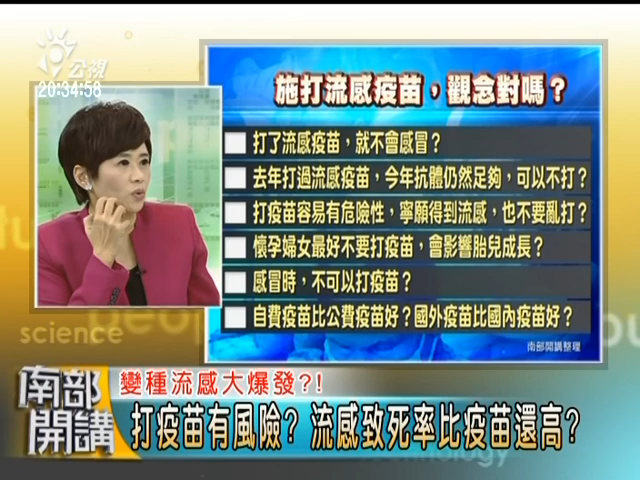 公視
20:34:58
施打流感疫苗，觀念對嗎？
打了流感疫苗，就不會感冒？
去年打過流感疫苗，今年抗體仍然足夠，可以不打？
打疫苗容易有危險性，寧願得到流感，也不要亂打？
懷孕婦女最好不要打疫苗，會影響胎兒成長？
感冒時，不可以打疫苗？
自費疫苗比公費疫苗好？國外疫苗比國內疫苗好？
南部開講整理
science
南部
開講
變種流感大爆發?!
打疫苗有風險? 流感致死率比疫苗還高?